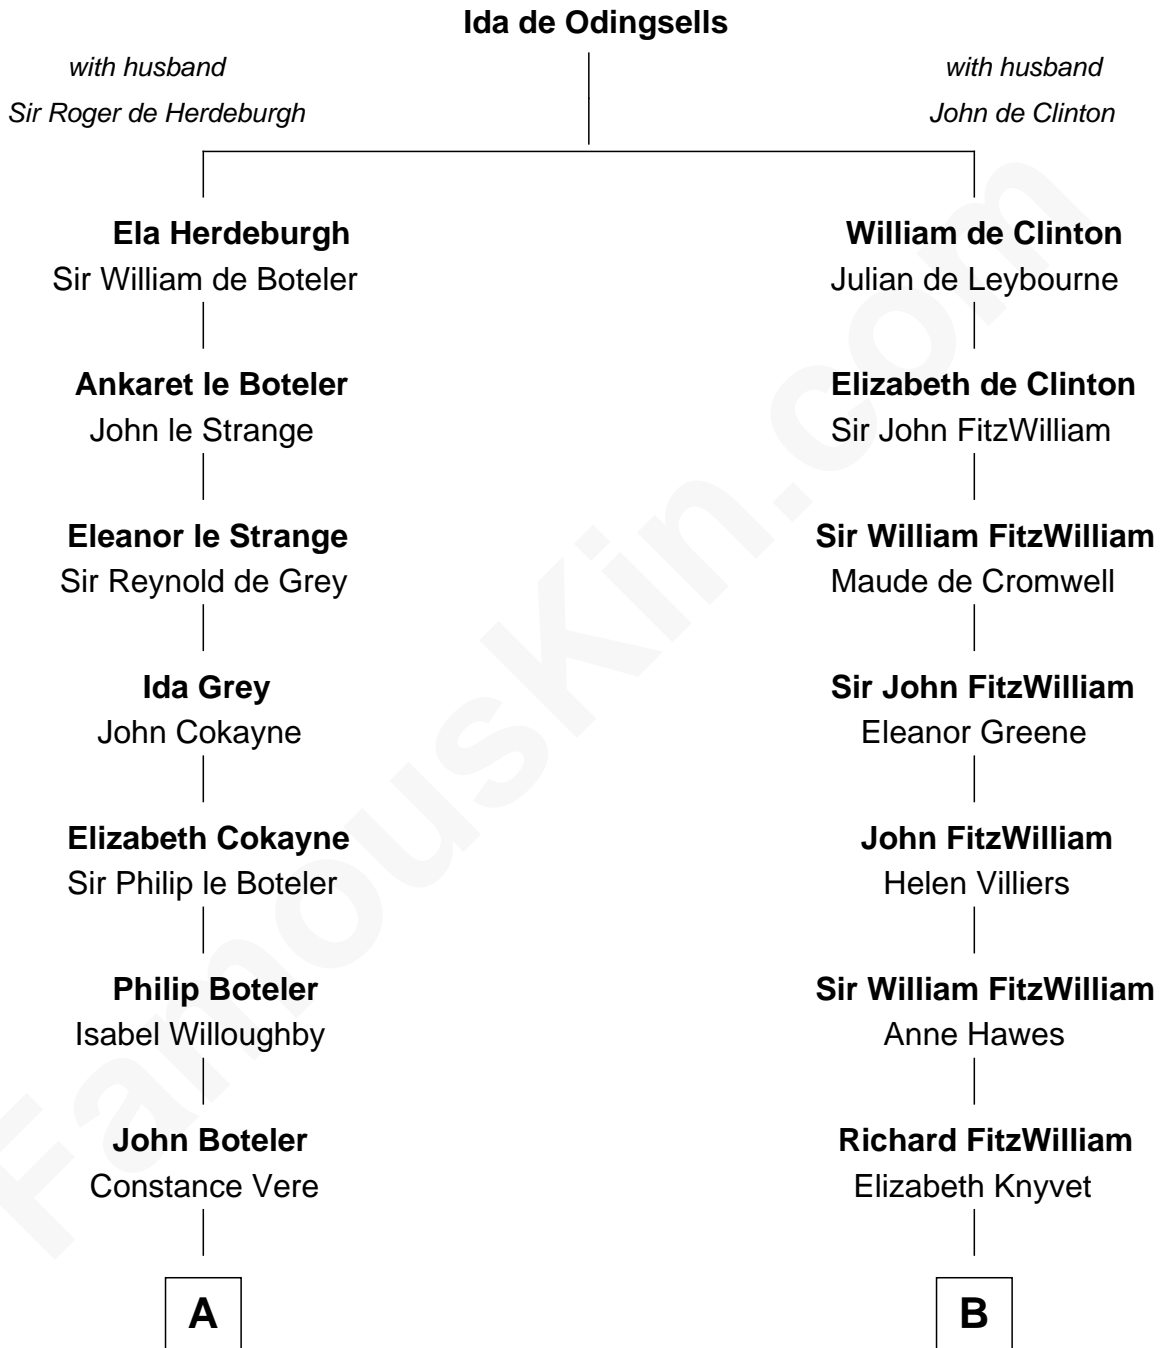 Ida de Odingsells
with husband
Sir Roger de Herdeburgh
with husband
John de Clinton
Ela Herdeburgh
Sir William de Boteler
William de Clinton
Julian de Leybourne
Ankaret le Boteler
John le Strange
Elizabeth de Clinton
Sir John FitzWilliam
Eleanor le Strange
Sir Reynold de Grey
Sir William FitzWilliam
Maude de Cromwell
Ida Grey
John Cokayne
Sir John FitzWilliam
Eleanor Greene
Elizabeth Cokayne
Sir Philip le Boteler
John FitzWilliam
Helen Villiers
Philip Boteler
Isabel Willoughby
Sir William FitzWilliam
Anne Hawes
John Boteler
Constance Vere
Richard FitzWilliam
Elizabeth Knyvet
A
B
FamousKin.com